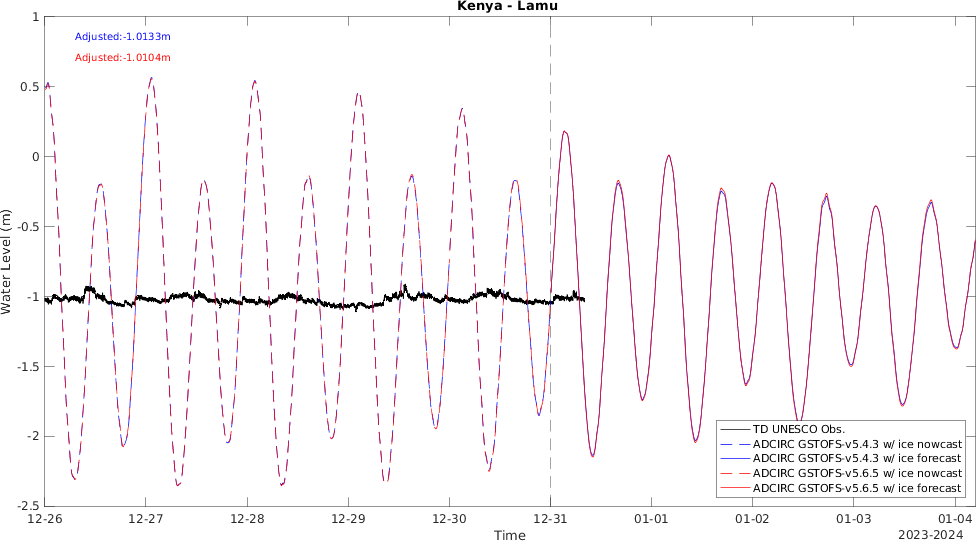 Kenya - Lamu
1
Adjusted:-1.0133m
Adjusted:-1.0104m
0.5
0
-0.5
-1
-1.5
-2
-2.5
Water Level (m)
TD UNESCO Obs.
ADCIRC GSTOFS-v5.4.3 w/ ice nowcast
ADCIRC GSTOFS-v5.4.3 w/ ice forecast
ADCIRC GSTOFS-v5.6.5 w/ ice nowcast
ADCIRC GSTOFS-v5.6.5 w/ ice forecast
12-26 12-27 12-28 12-29 12-30 12-31 01-01 01-02 01-03 01-04
Time
2023-2024